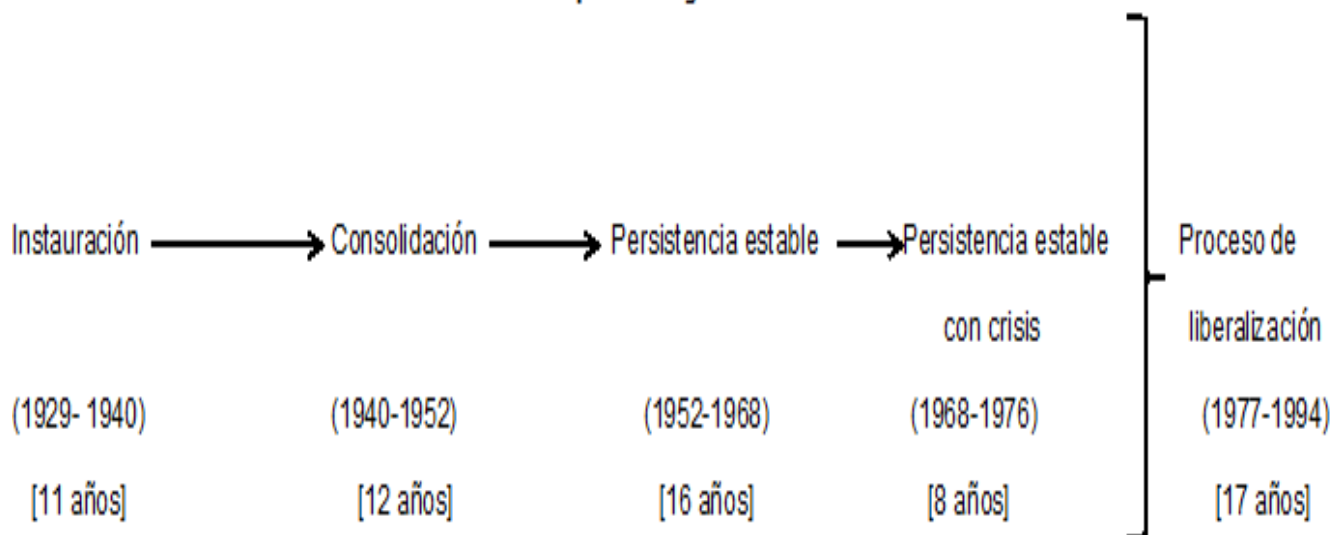 Instauración Consolidación Persistencia estable Persistencia estable Proceso de
con crisis liberalización
(1929- 1940) (1940-1952) (1952-1968) (1968-1976) (1977-1994)
[11 años] [12 años] [16 años] [8 años] [17 años]